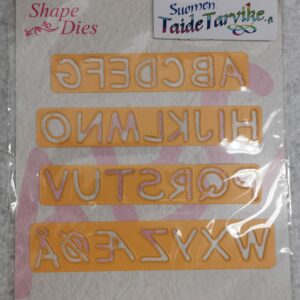 Shape
Dies
Suomen
TaideTarvike.fi
ABCDEFG
HIJKLMNO
PQRSTUV
WXYZÆØÅ